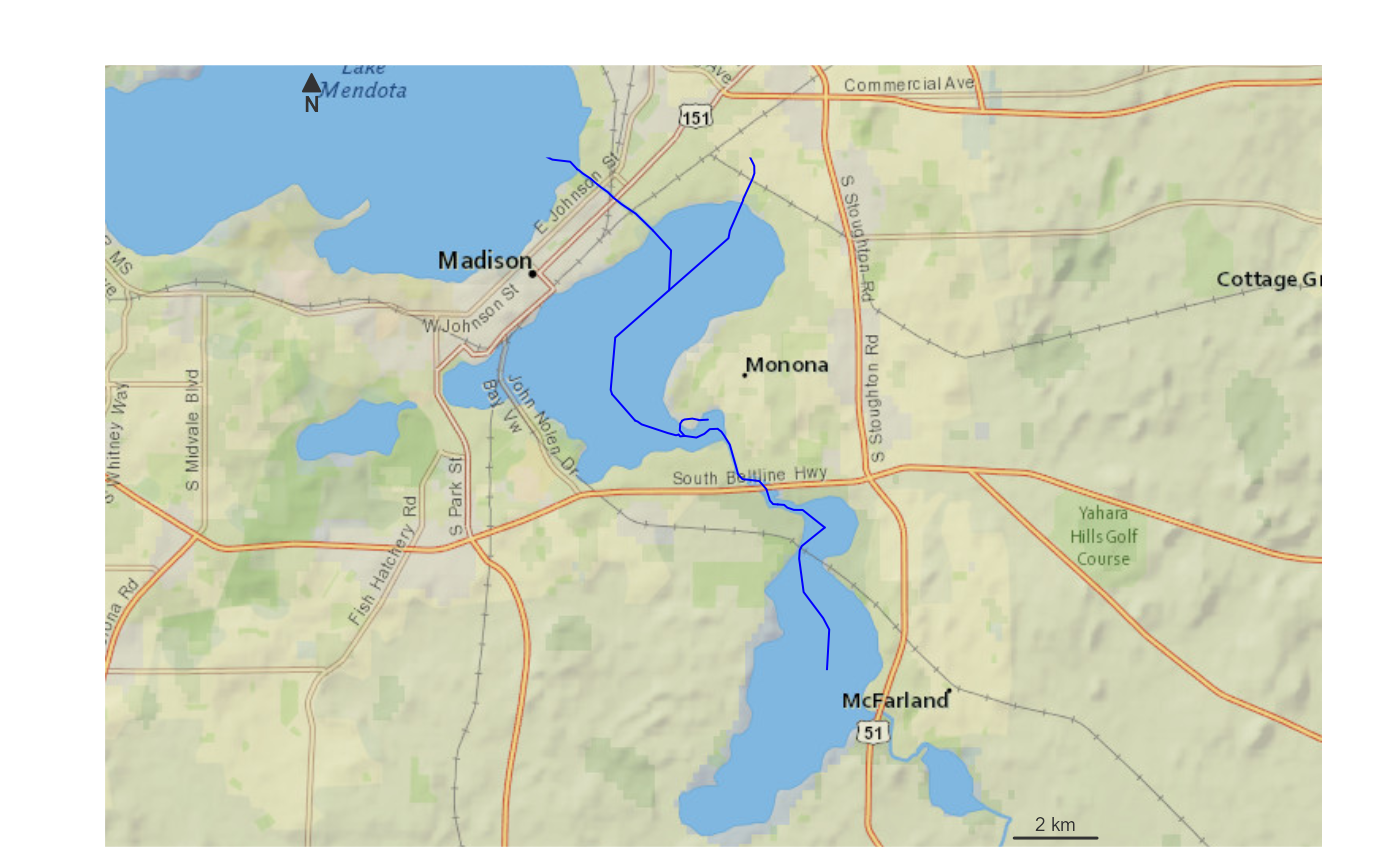 Lake
Mendota
N
Ave
151
Commercial Ave
E Johnson St
S Stoughton Rd
Madison
MS
Cottage Gr
W Johnson St
Monona
S Whitney Way
S Midvale Blvd
John Nolen Dr
Bay Vw
S Stoughton Rd
South Beltline Hwy
S Park St
Fish Hatchery Rd
Yahara
Hills Golf
Course
ona Rd
McFarland
51
2 km